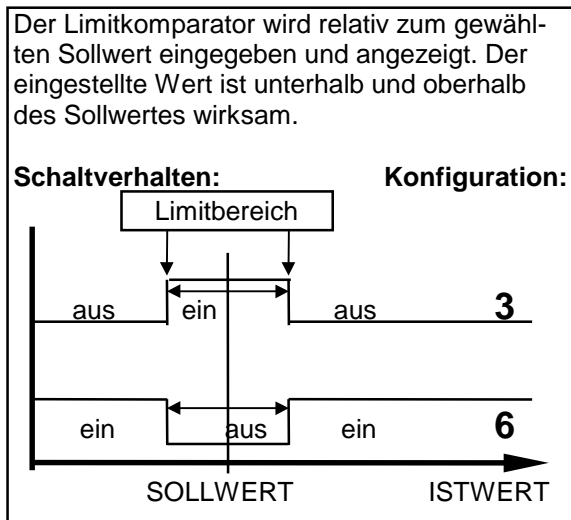 Der Limitkomparator wird relativ zum gewähl-
ten Sollwert eingegeben und angezeigt. Der
eingestellte Wert ist unterhalb und oberhalb
des Sollwertes wirksam.
Schaltverhalten: Konfiguration:
Limitbereich
aus ein aus 3
ein aus ein 6
SOLLWERT ISTWERT